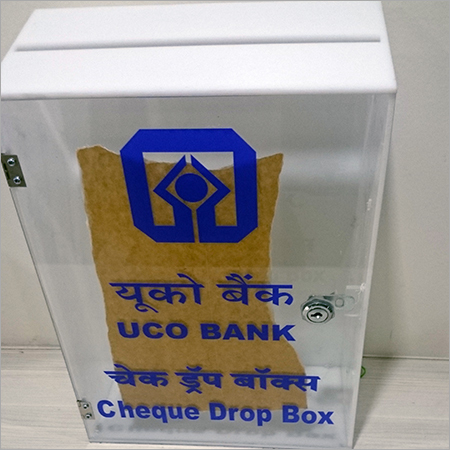 यूको बैंक
UCO BANK
चेक ड्रॅप बॉक्स
Cheque Drop Box